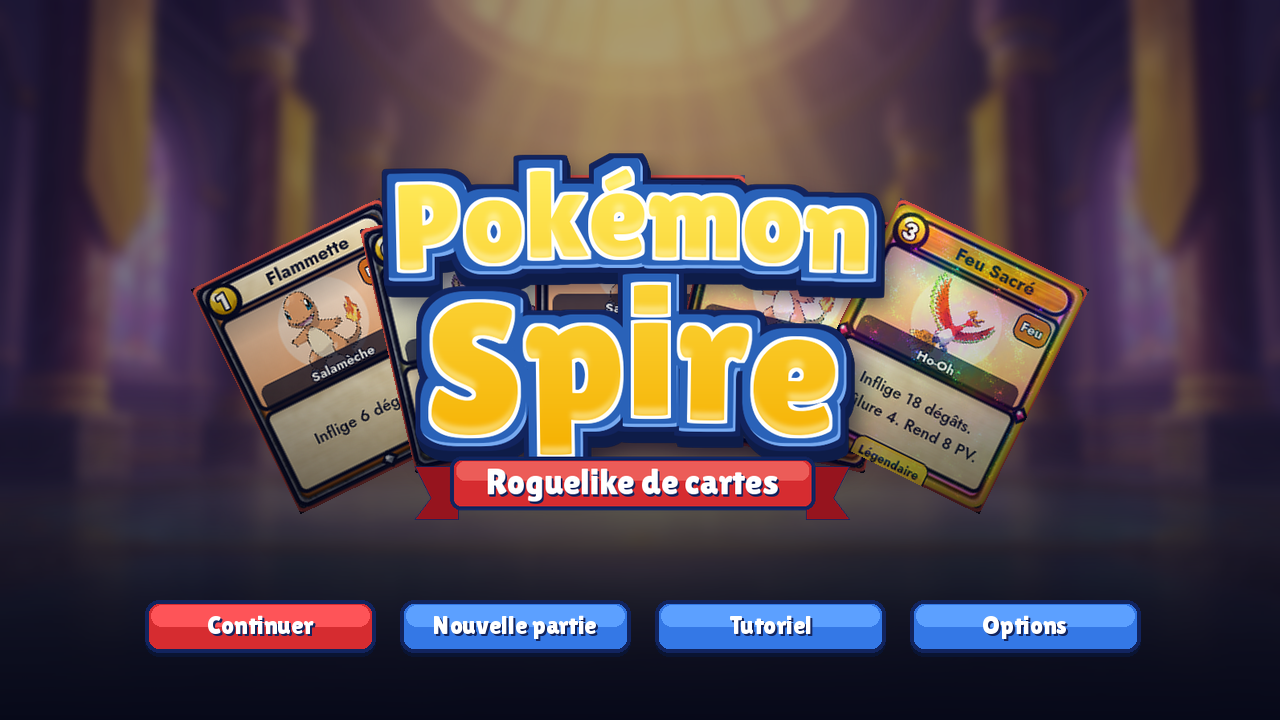 Pokémon
Spire
Roguelike de cartes
1
Flammette
Salamèche
Inflige 6 dég
3
Feu Sacré
Feu
Ho-Oh
Inflige 18 dégâts.
lure 4. Rend 8 PV.
Légendaire
Continuer
Nouvelle partie
Tutoriel
Options